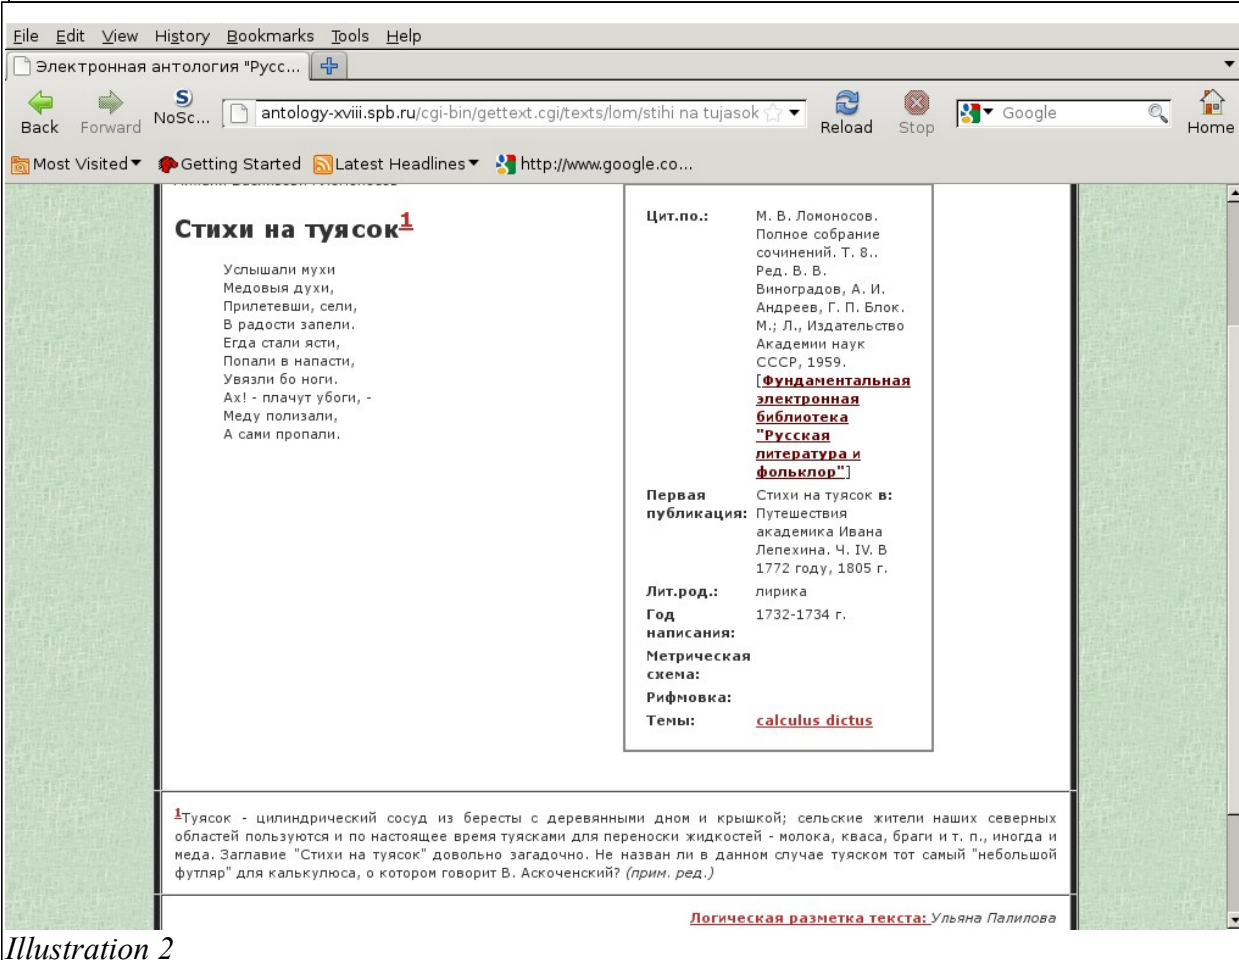 File Edit View History Bookmarks Tools Help
Электронная антология "Русс...
Back Forward NoSc... antology-xviii.spb.ru/cgi-bin/gettext.cgi/texts/lom/stihi na tujasok Reload Stop Google Home
Most Visited Getting Started Latest Headlines http://www.google.co...
Стихи на туясок1
Услышали мухи
Медовыя духи,
Прилетевши, сели,
В радости запели.
Егда стали ясти,
Попали в напасти,
Увязли бо ноги.
Ах! - плачут убоги, -
Меду полизали,
А сами пропали.
Цит.по.: М. В. Ломоносов.
Полное собрание
сочинений. Т. 8..
Ред. В. В.
Виноградов, А. И.
Андреев, Г. П. Блок.
М.; Л., Издательство
Академии наук
СССР, 1959.
[Фундаментальная
электронная
библиотека
"Русская
литература и
фольклор"]
Первая Стихи на туясок в:
публикация: Путешествия
академика Ивана
Лепехина. Ч. IV. В
1772 году, 1805 г.
Лит.род.: лирика
Год 1732-1734 г.
написания:
Метрическая
схема:
Рифмовка:
Темы: calculus dictus
1Туясок - цилиндрический сосуд из бересты с деревянными дном и крышкой; сельские жители наших северных
областей пользуются и по настоящее время туясками для переноски жидкостей - молока, кваса, браги и т. п., иногда и
меда. Заглавие "Стихи на туясок" довольно загадочно. Не назван ли в данном случае туяском тот самый "небольшой
футляр" для калькулюса, о котором говорит В. Аскоченский? (прим. ред.)
Логическая разметка текста: Ульяна Палилова
Illustration 2